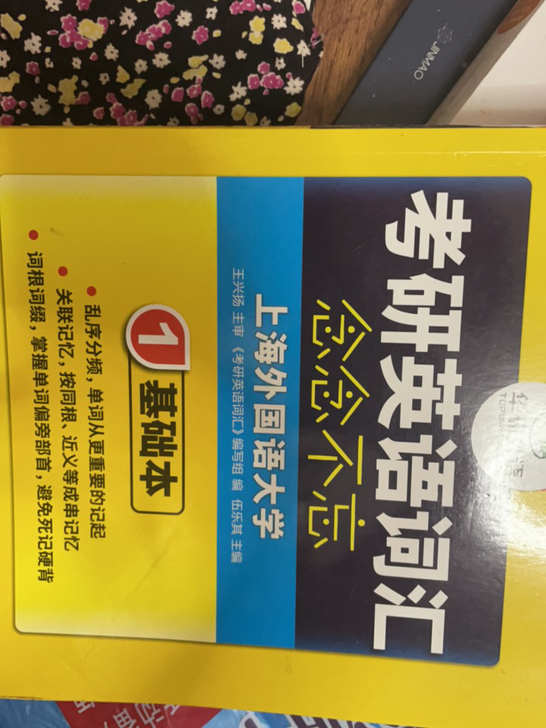 考研英语词汇
念念不忘
上海外国语大学
王兴扬 主审 《考研英语词汇》编写组 编 伍乐其 主编
1 基础本
• 乱序分频，单词从更重要的记起
• 关联记忆，按同根、近义等成串记忆
• 词根词缀，掌握单词偏旁部首，避免死记硬背
JINMAO